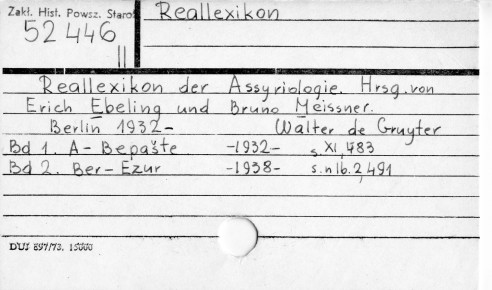 Zakł. Hist. Powsz. Staroż
Reallexikon
52 446
II
Reallexikon der Assyriologie. Hrsg. von
Erich Ebeling und Bruno Meissner.
Berlin 1932- Walter de Gruyter
Bd 1. A - Bepašte -1932- s. XI, 483
Bd 2. Ber - Ezur -1938- s. nlb. 2, 491
DUJ 897/73. 15000